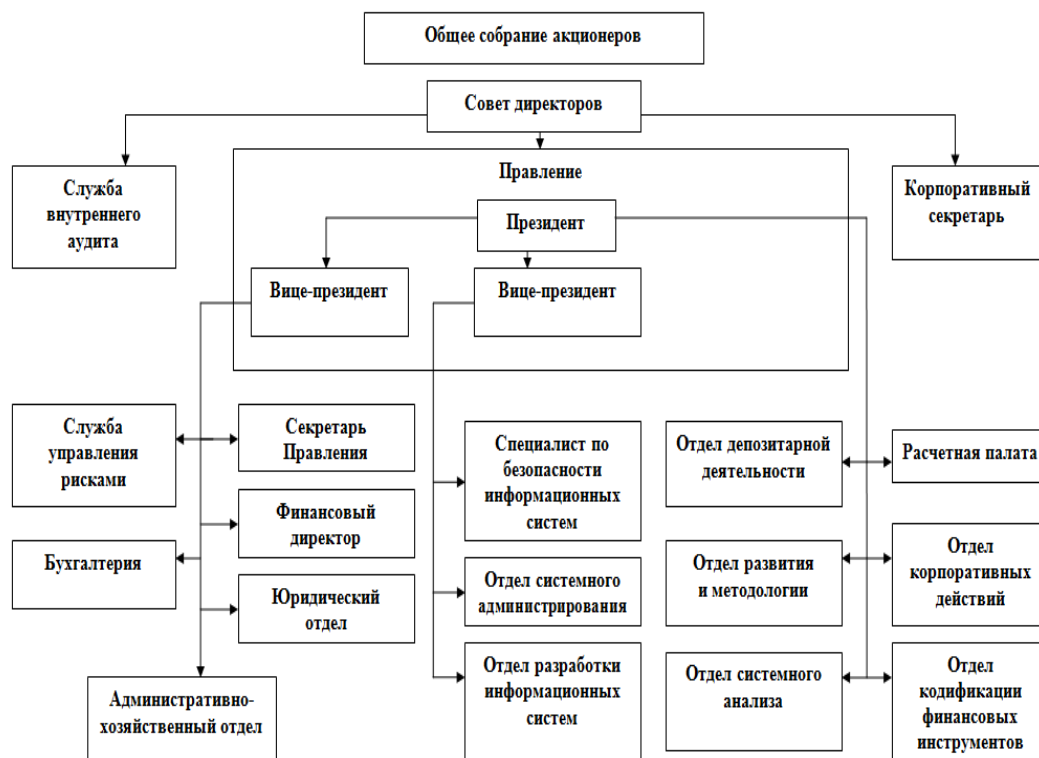 Общее собрание акционеров
Совет директоров
Служба
внутреннего
аудита
Правление
Корпоративный
секретарь
Президент
Вице-президент
Вице-президент
Служба
управления
рисками
Секретарь
Правления
Специалист по
безопасности
информационных
систем
Отдел депозитарной
деятельности
Расчетная палата
Бухгалтерия
Финансовый
директор
Отдел системного
администрирования
Отдел развития
и методологии
Отдел
корпоративных
действий
Юридический
отдел
Административно-
хозяйственный отдел
Отдел разработки
информационных
систем
Отдел системного
анализа
Отдел
кодификации
финансовых
инструментов